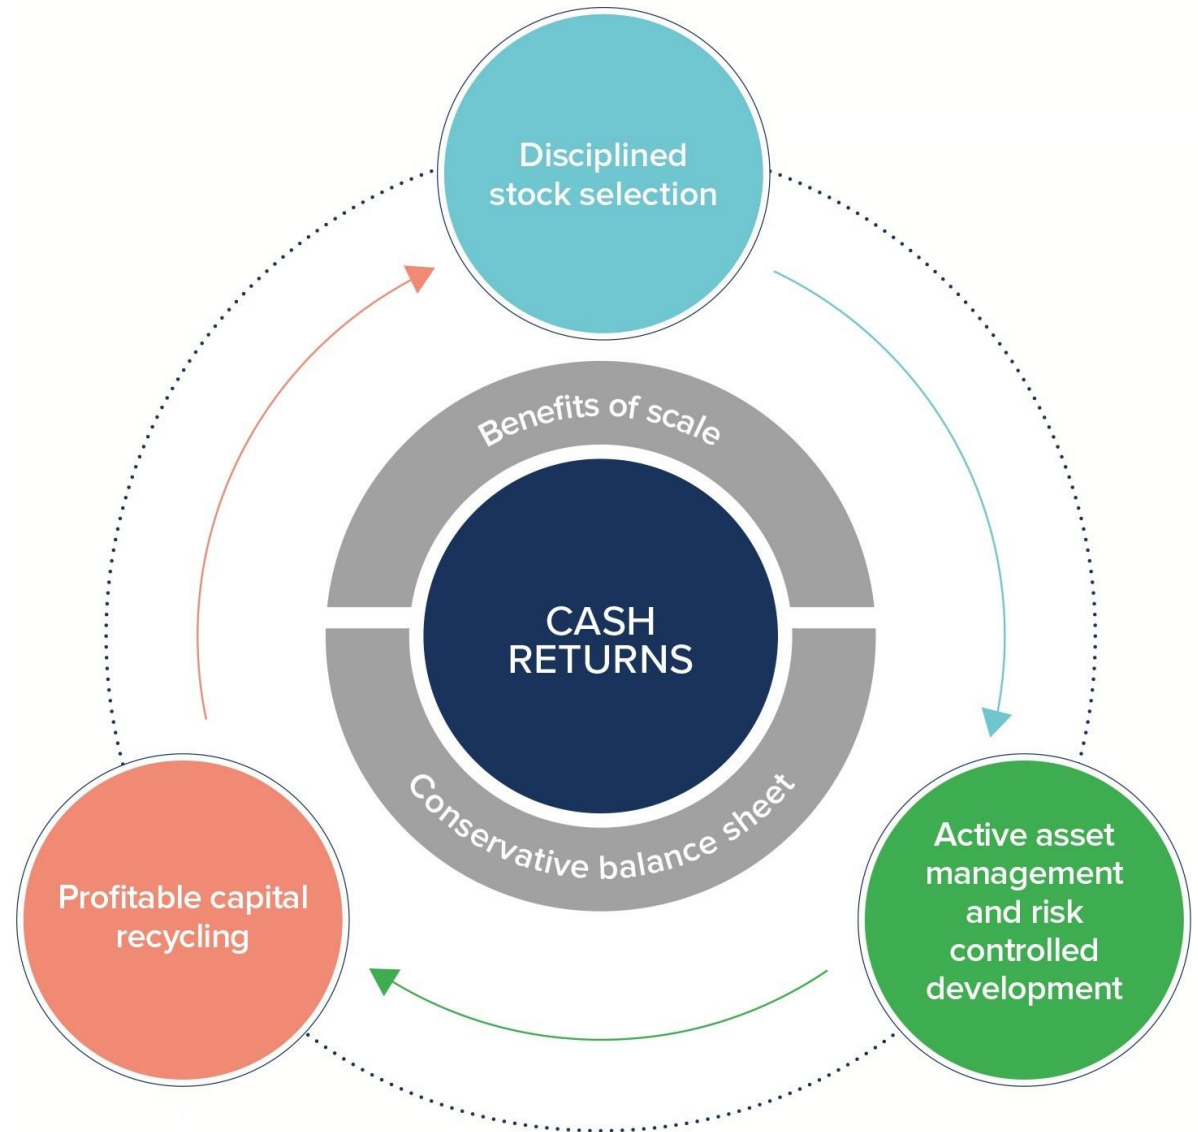 Disciplined
stock selection
Benefits of scale
CASH
RETURNS
Conservative balance sheet
Active asset
management
and risk
controlled
development
Profitable capital
recycling